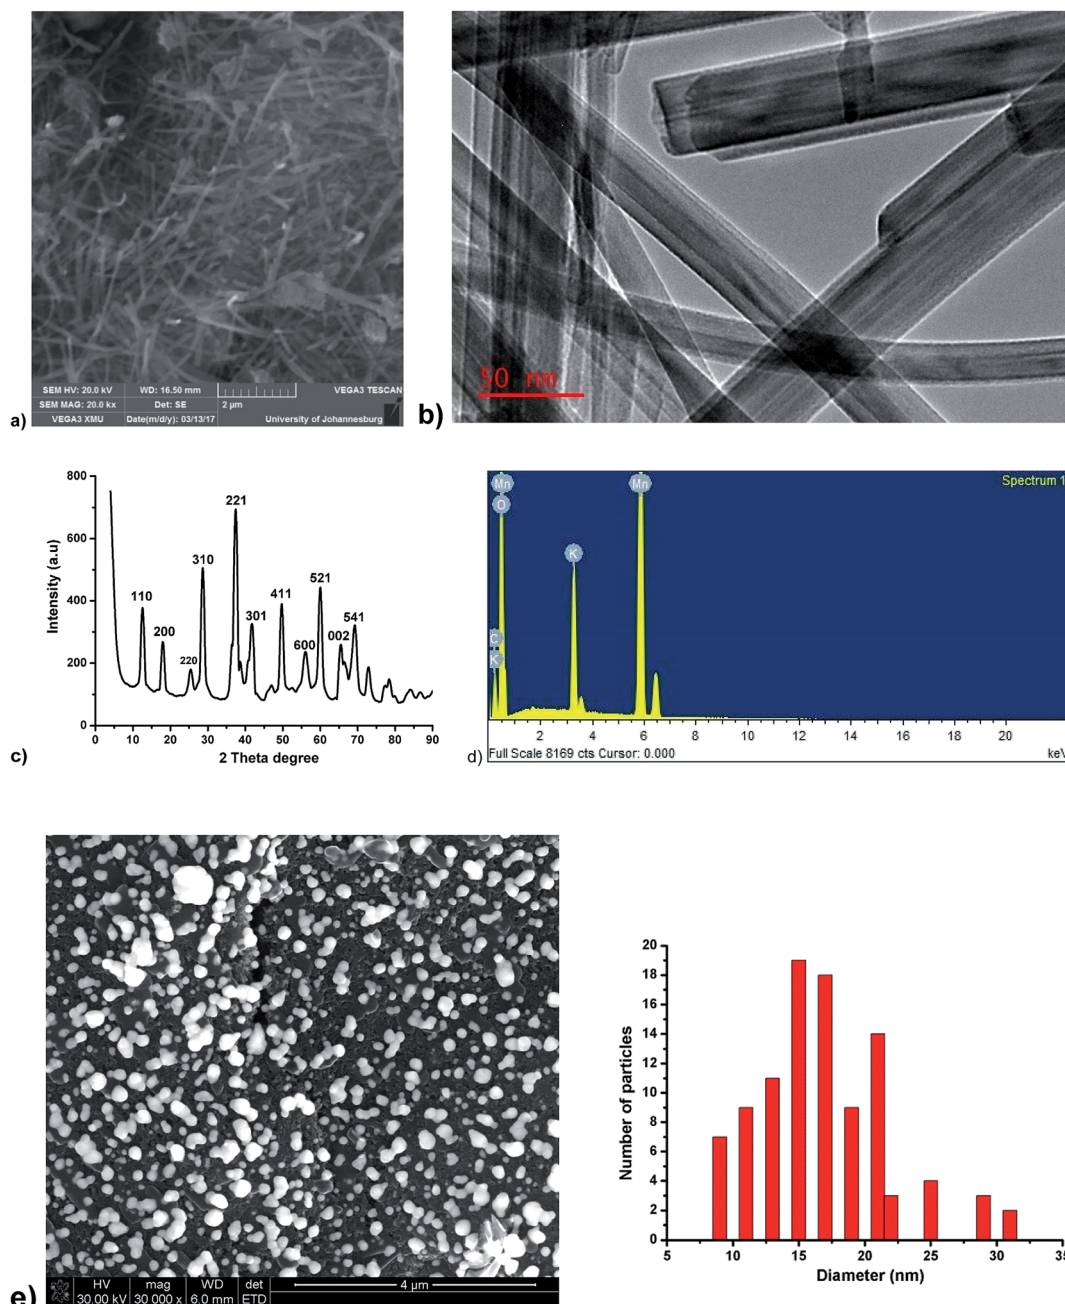 SEM HV: 20.0 kV WD: 16.50 mm VEGA3 TESCAN
SEM MAG: 20.0 kx Det: SE 2 µm
VEGA3 XMU Date(m/d/y): 03/13/17 University of Johannesburg
a)
50 nm
b)
800
600
400
200
0
Intensity (a.u)
110
200
220
310
221
301
411
600
521
002
541
0 10 20 30 40 50 60 70 80 90
2 Theta degree
c)
Mn
O
C
K
K
Mn
Spectrum 1
2 4 6 8 10 12 14 16 18 20
Full Scale 8169 cts Cursor: 0.000
keV
d)
HV mag WD det
30.00 kV 30 000 x 6.0 mm ETD
4 µm
e)
20
18
16
14
12
10
8
6
4
2
0
Number of particles
5 10 15 20 25 30 35
Diameter (nm)